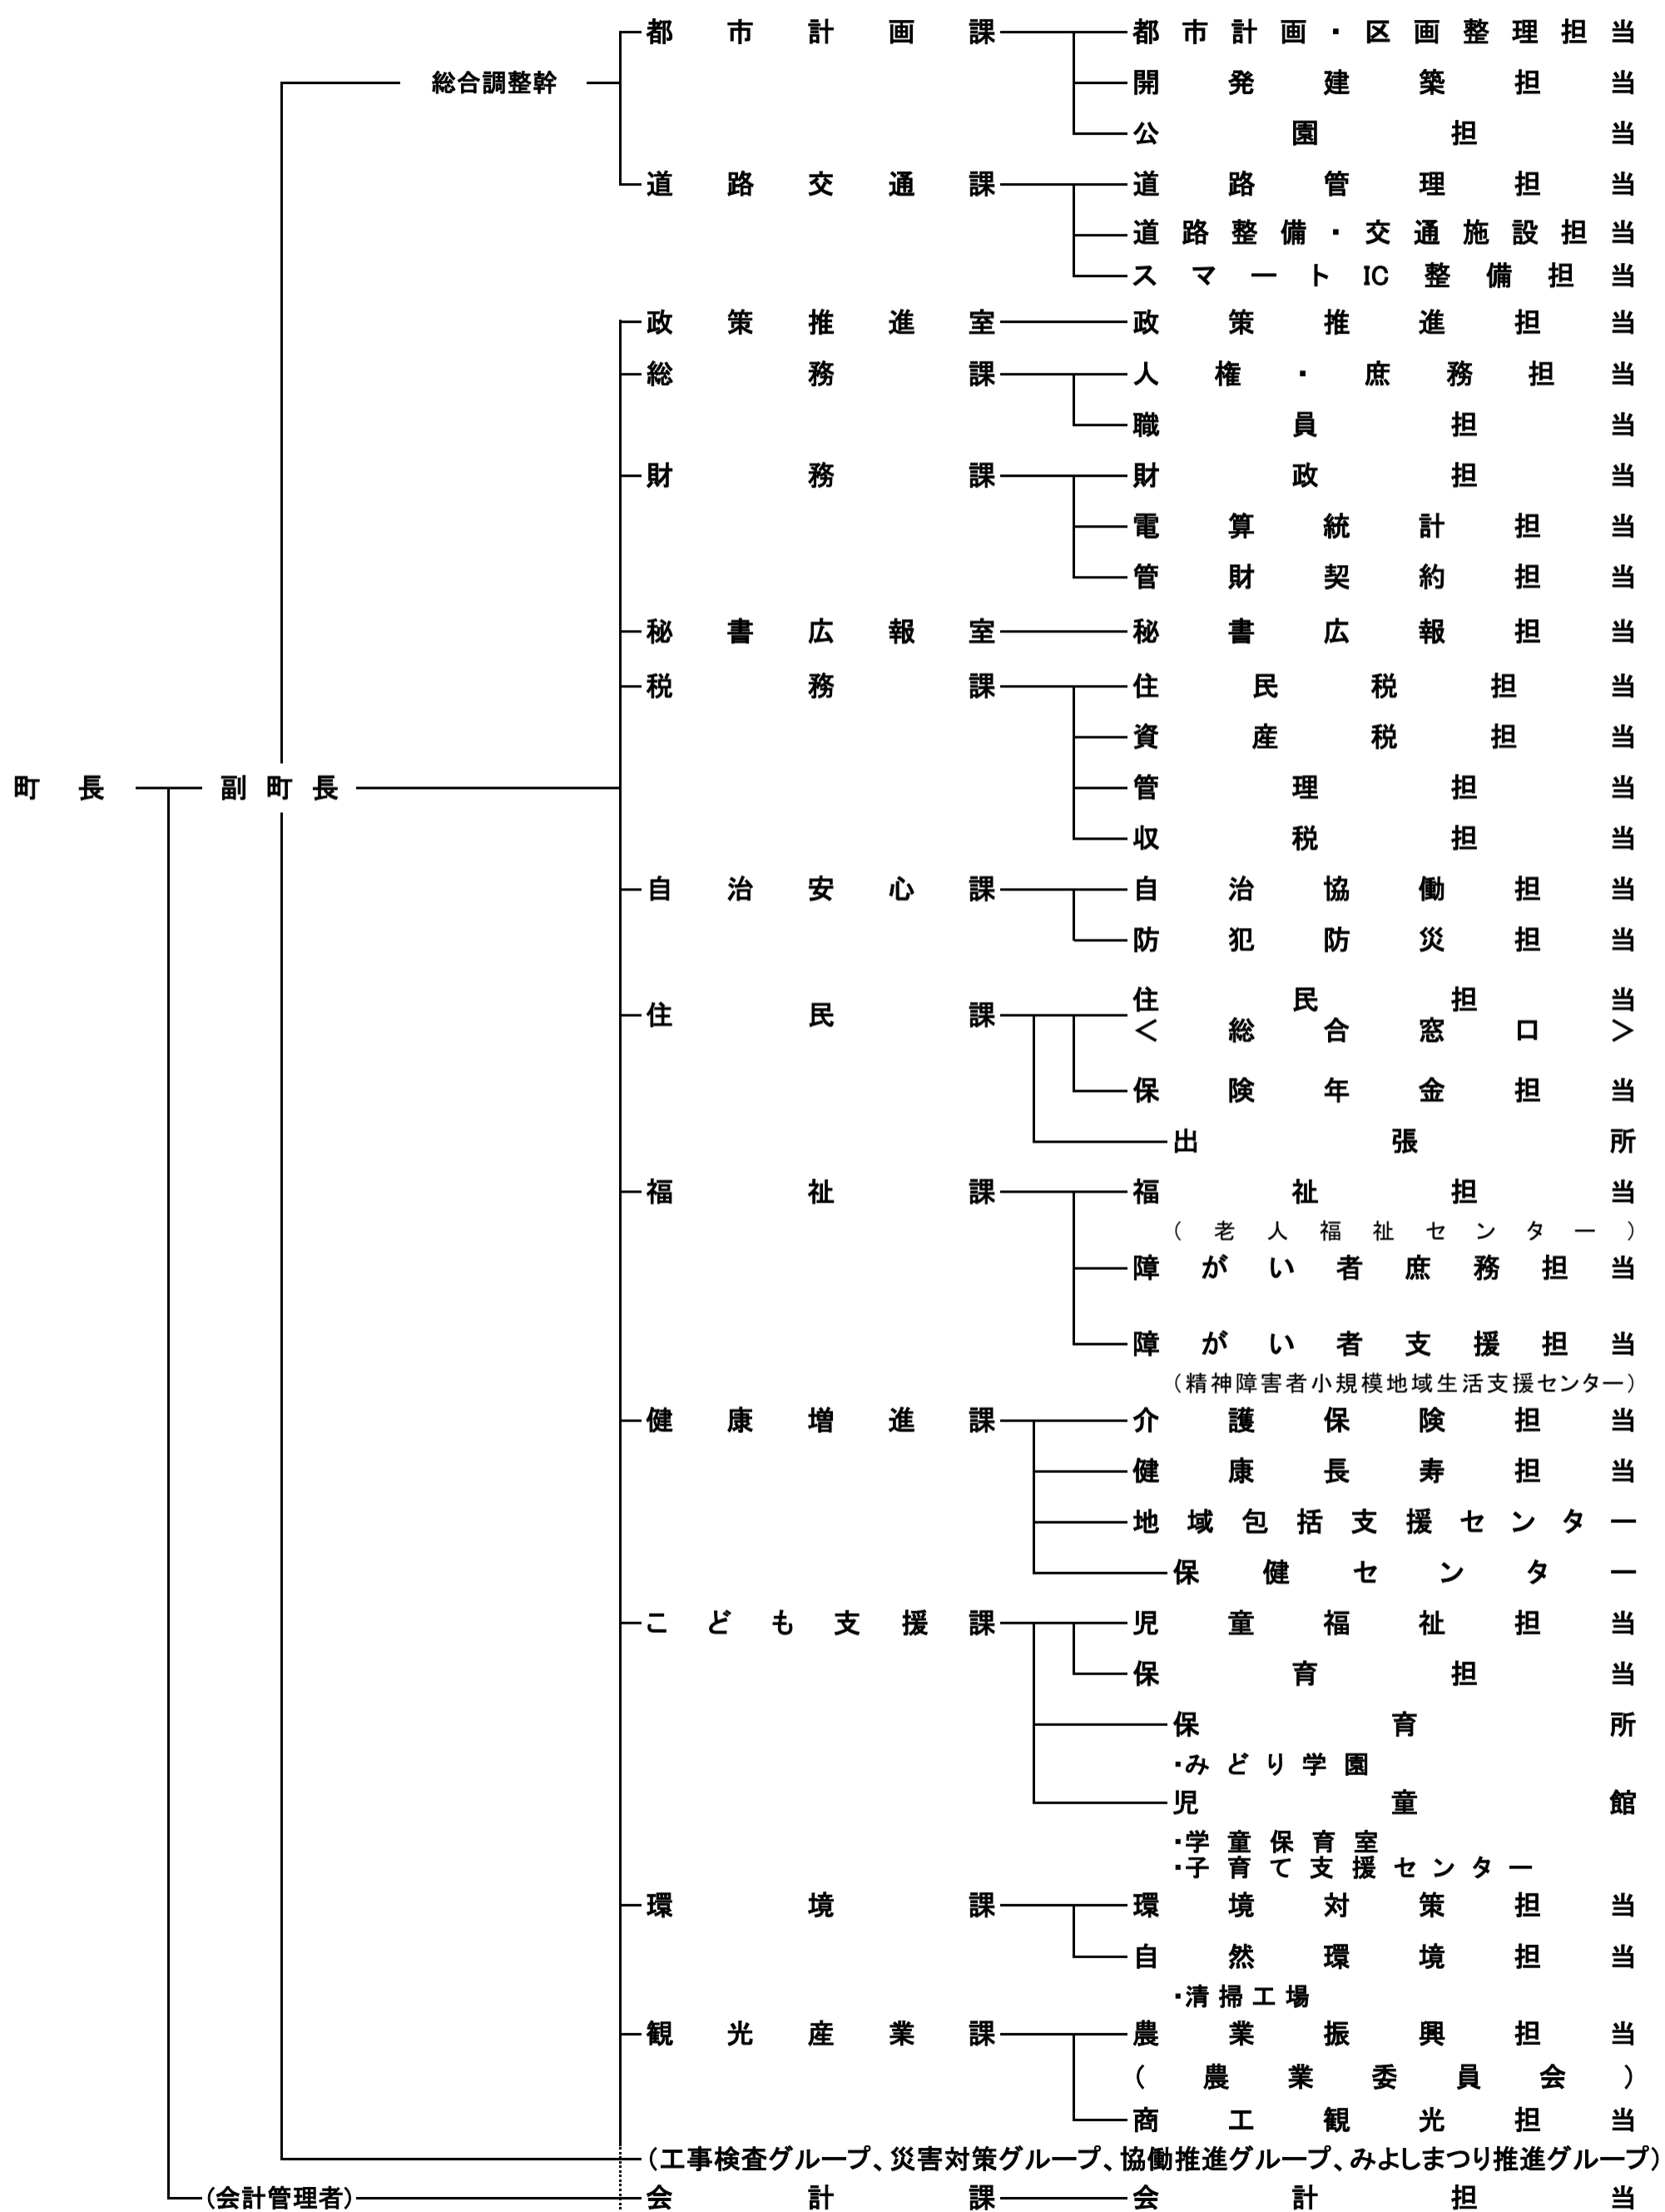 都市計画課 都市計画・区画整理担当
総合調整幹 開発建築担当
公園担当
道路交通課 道路管理担当
道路整備・交通施設担当
スマートIC整備担当
政策推進室 政策推進担当
総務課 人権・庶務担当
職員担当
財務課 財政担当
電算統計担当
管財契約担当
秘書広報室 秘書広報担当
税務課 住民税担当
資産税担当
町長 副町長 管理担当
収税担当
自治安心課 自治協働担当
防犯防災担当
住民課 住民担当
＜総合窓口＞
保険年金担当
出張所
福祉課 福祉担当
（老人福祉センター）
障がい者庶務担当
障がい者支援担当
（精神障害者小規模地域生活支援センター）
健康増進課 介護保険担当
健康長寿担当
地域包括支援センター
保健センター
こども支援課 児童福祉担当
保育担当
保育所
・みどり学園
児童館
・学童保育室
・子育て支援センター
環境課 環境対策担当
自然環境担当
・清掃工場
観光産業課 農業振興担当
（農業委員会）
商工観光担当
（工事検査グループ、災害対策グループ、協働推進グループ、みよしまつり推進グループ）
（会計管理者） 会計課 会計担当